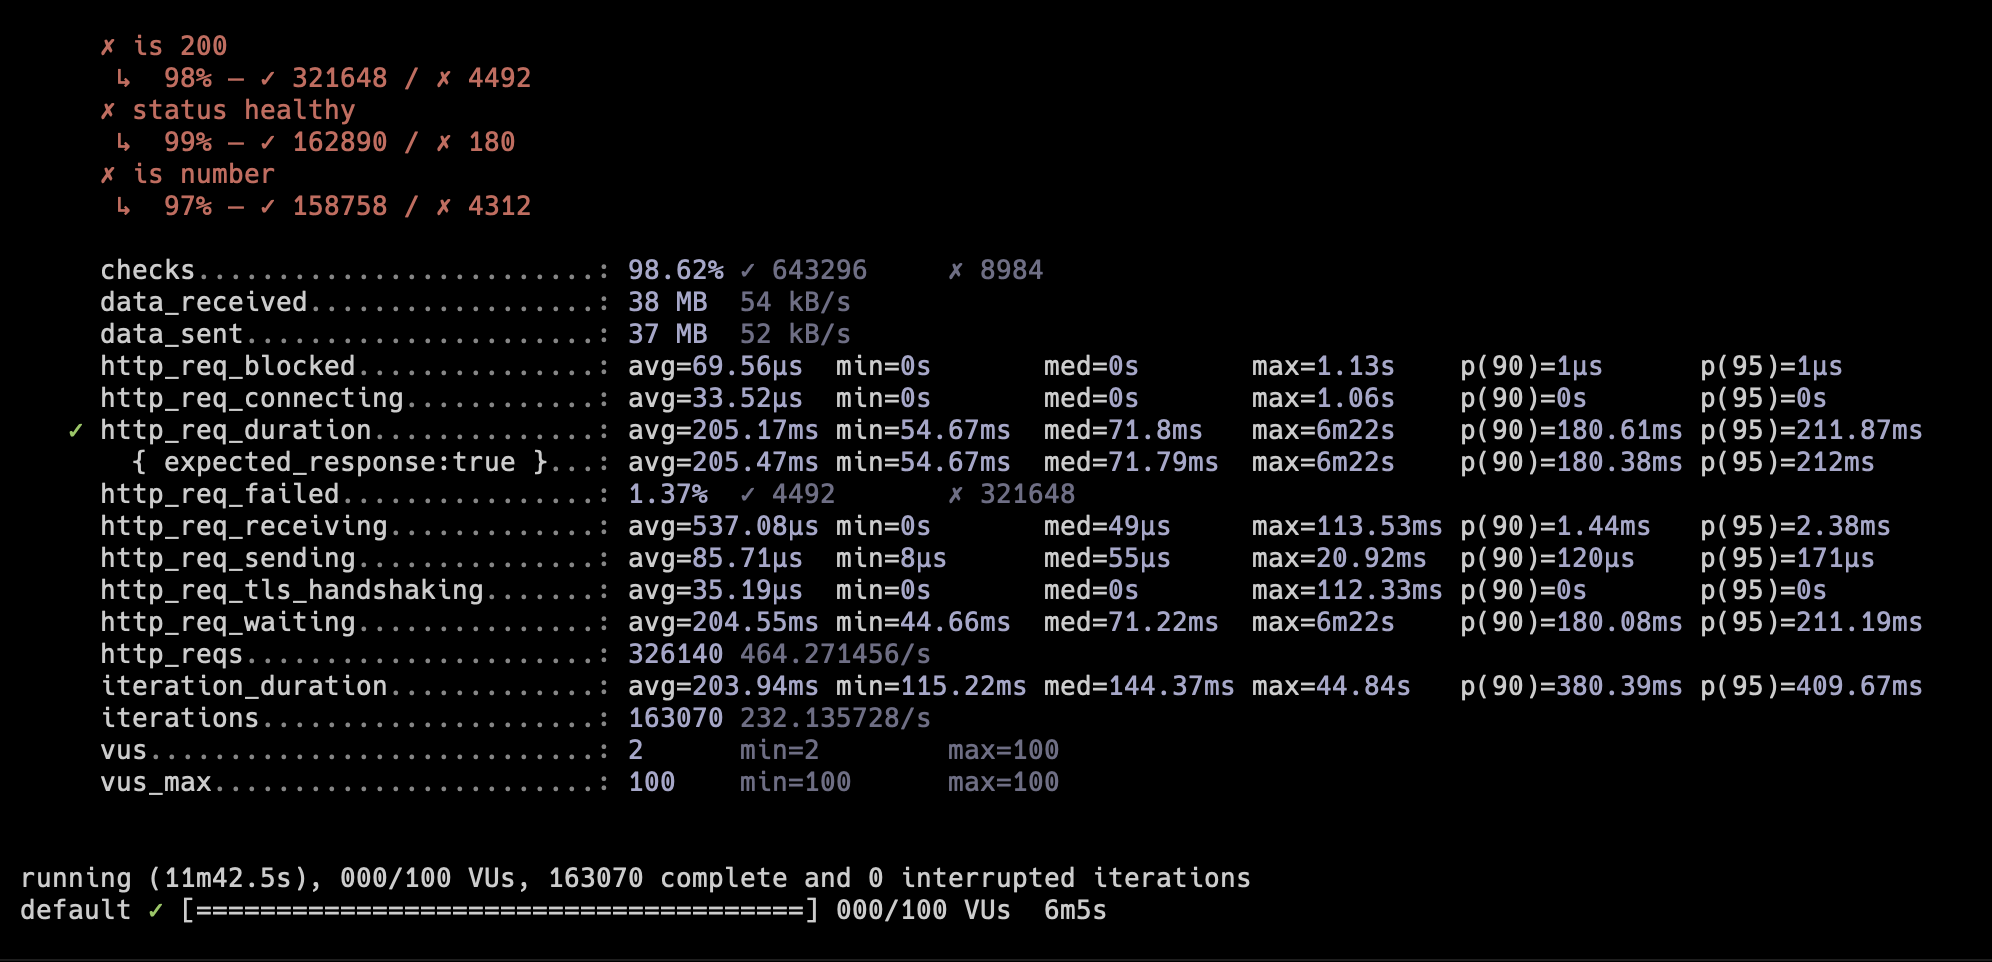 ✗ is 200
↳  98% — ✓ 321648 / ✗ 4492
✗ status healthy
↳  99% — ✓ 162890 / ✗ 180
✗ is number
↳  97% — ✓ 158758 / ✗ 4312
checks.........................: 98.62% ✓ 643296     ✗ 8984
data_received..................: 38 MB  54 kB/s
data_sent......................: 37 MB  52 kB/s
http_req_blocked...............: avg=69.56µs  min=0s       med=0s       max=1.13s    p(90)=1µs      p(95)=1µs
http_req_connecting............: avg=33.52µs  min=0s       med=0s       max=1.06s    p(90)=0s       p(95)=0s
✓ http_req_duration..............: avg=205.17ms min=54.67ms  med=71.8ms   max=6m22s    p(90)=180.61ms p(95)=211.87ms
{ expected_response:true }...: avg=205.47ms min=54.67ms  med=71.79ms  max=6m22s    p(90)=180.38ms p(95)=212ms
http_req_failed................: 1.37%  ✓ 4492       ✗ 321648
http_req_receiving.............: avg=537.08µs min=0s       med=49µs     max=113.53ms p(90)=1.44ms   p(95)=2.38ms
http_req_sending...............: avg=85.71µs  min=8µs      med=55µs     max=20.92ms  p(90)=120µs    p(95)=171µs
http_req_tls_handshaking.......: avg=35.19µs  min=0s       med=0s       max=112.33ms p(90)=0s       p(95)=0s
http_req_waiting...............: avg=204.55ms min=44.66ms  med=71.22ms  max=6m22s    p(90)=180.08ms p(95)=211.19ms
http_reqs......................: 326140 464.271456/s
iteration_duration.............: avg=203.94ms min=115.22ms med=144.37ms max=44.84s   p(90)=380.39ms p(95)=409.67ms
iterations.....................: 163070 232.135728/s
vus............................: 2      min=2        max=100
vus_max........................: 100    min=100      max=100
running (11m42.5s), 000/100 VUs, 163070 complete and 0 interrupted iterations
default ✓ [======================================] 000/100 VUs  6m5s